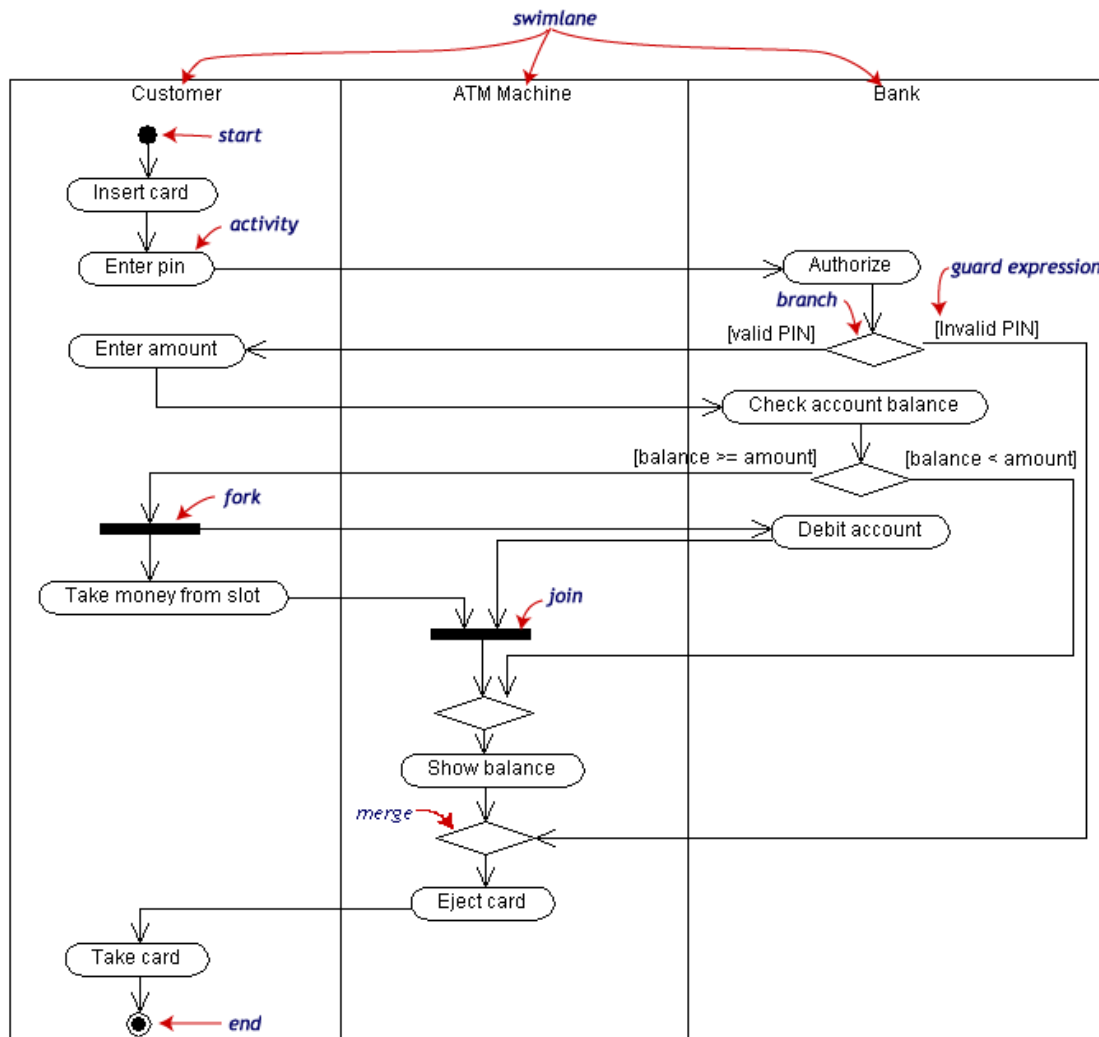 swimlane
Customer
ATM Machine
Bank
start
Insert card
activity
Enter pin
Authorize
guard expression
branch
[valid PIN]
[Invalid PIN]
Enter amount
Check account balance
[balance >= amount]
[balance < amount]
fork
Debit account
Take money from slot
join
Show balance
merge
Eject card
Take card
end